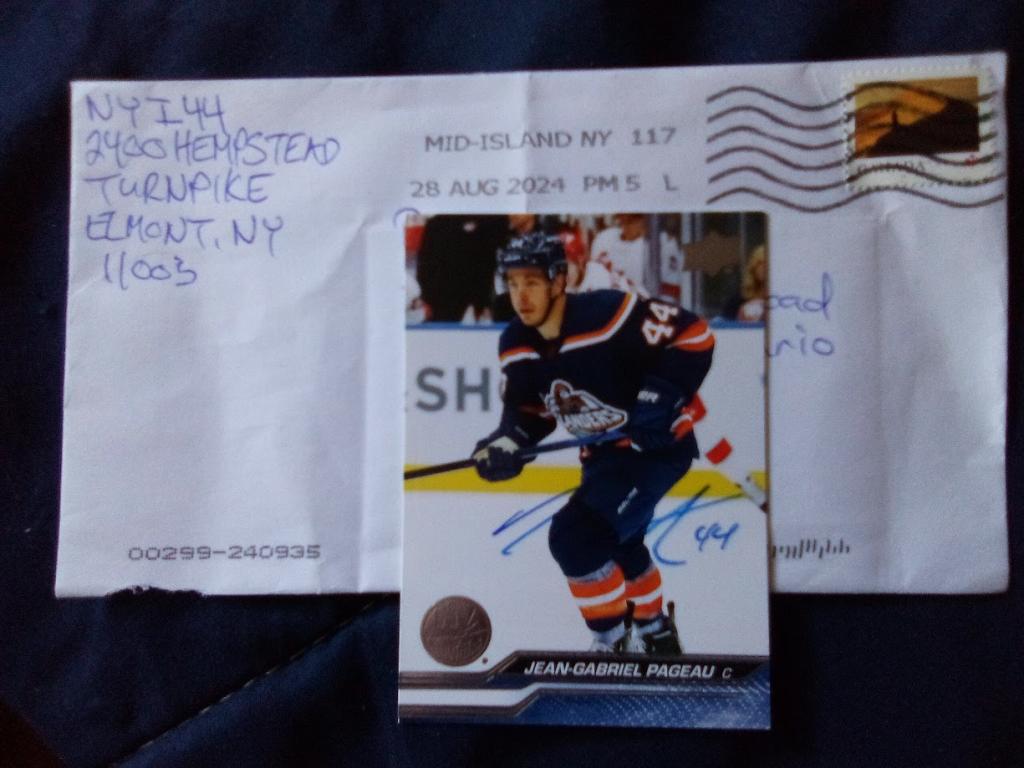 NYI44
2400 HEMPSTEAD
TURNPIKE
ELMONT, NY
11003
MID-ISLAND NY 117
28 AUG 2024 PM 5 L
CANADA
oad
rio
SH
44
44
00299-240935
JEAN-GABRIEL PAGEAU C